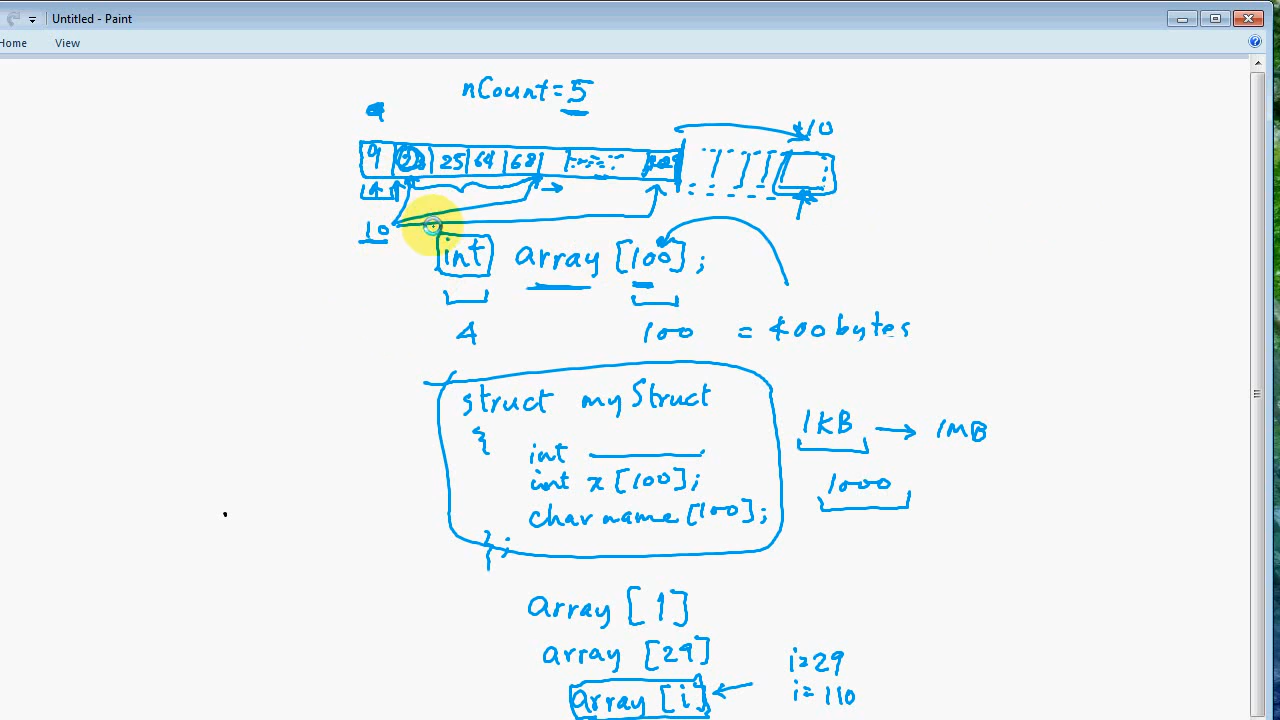 Untitled - Paint
Home View
nCount = 5
10
9 25 64 68
4
10
int array [100];
4 100 = 400 bytes
struct myStruct
{
int
int x [100];
char name [100];
};
1KB → 1MB
1000
array [1]
array [29]
array [i]
i=29
i=110